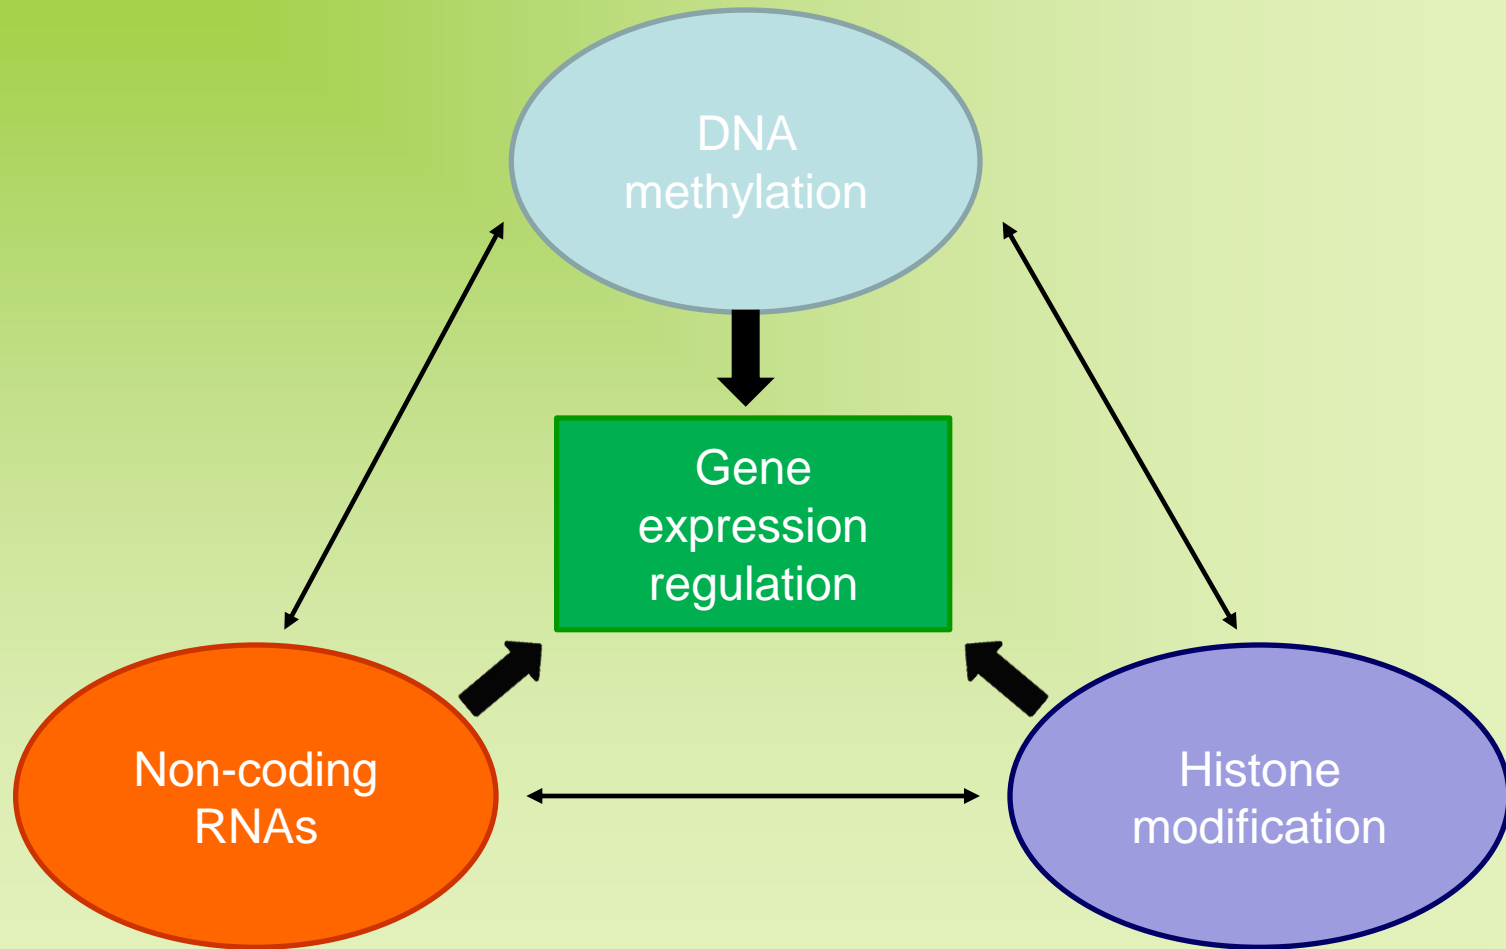 DNA
methylation
Gene
expression
regulation
Non-coding
RNAs
Histone
modification